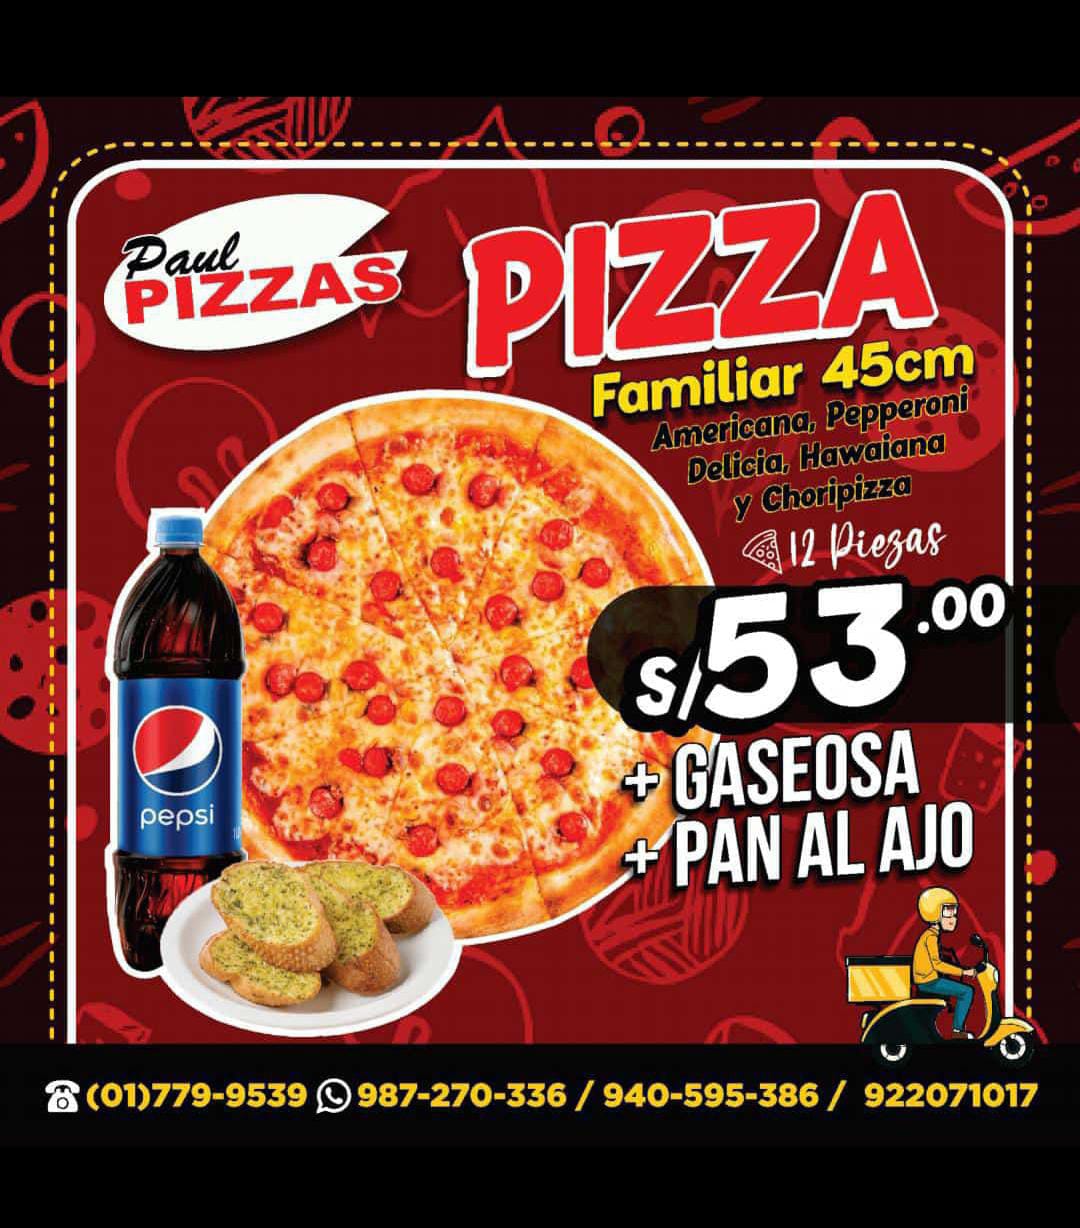 Paul
PIZZAS
PIZZA
Familiar 45cm
Americana, Pepperoni
Delicia, Hawaiana
y Choripizza
12 Piezas
S/53.00
+ GASEOSA
+ PAN AL AJO
pepsi
(01)779-9539 987-270-336 / 940-595-386 / 922071017